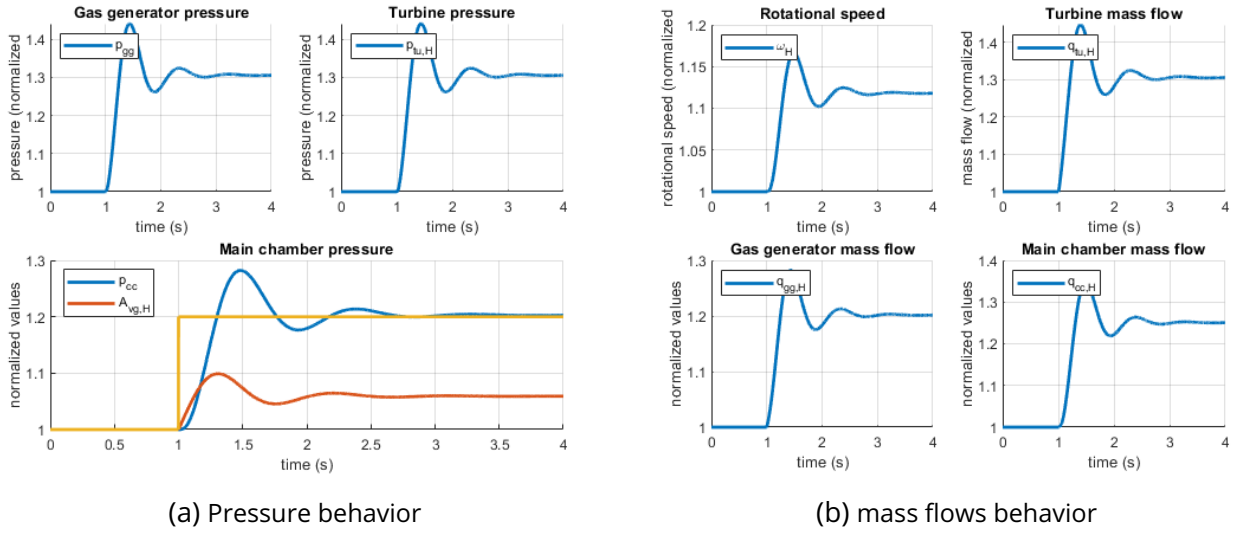 Gas generator pressure
pressure (normalized
1.4
1.3
1.2
1.1
1
p_gg
0 1 2 3 4
time (s)
Turbine pressure
pressure (normalized
1.4
1.3
1.2
1.1
1
p_tu,H
0 1 2 3 4
time (s)
Main chamber pressure
normalized values
1.3
1.2
1.1
1
p_cc
A_vg,H
0 0.5 1 1.5 2 2.5 3 3.5 4
time (s)
(a) Pressure behavior
Rotational speed
rotational speed (normalized
1.2
1.15
1.1
1.05
1
ω_H
0 1 2 3 4
time (s)
Turbine mass flow
mass flow (normalized
1.4
1.3
1.2
1.1
1
q_tu,H
0 1 2 3 4
time (s)
Gas generator mass flow
normalized values
1.3
1.2
1.1
1
q_gg,H
0 1 2 3 4
time (s)
Main chamber mass flow
normalized values
1.4
1.3
1.2
1.1
1
q_cc,H
0 1 2 3 4
time (s)
(b) mass flows behavior